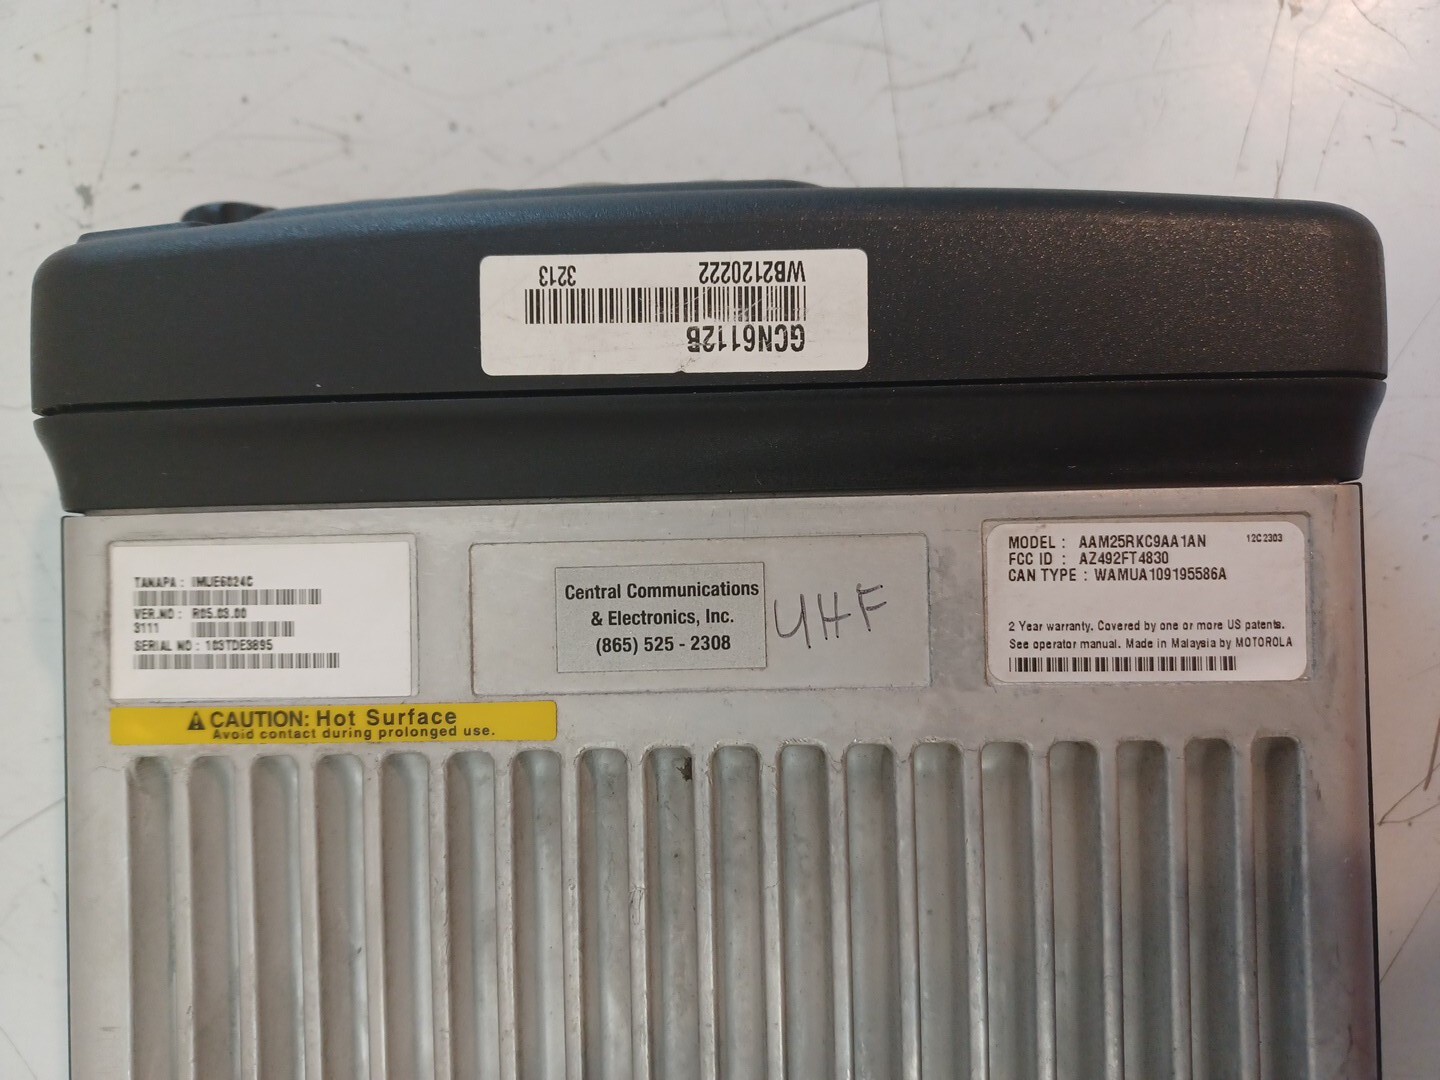 GCN6112B
WB2120222 3213
TANAPA : IMUE6024C
VER.NO : R05.03.00
3111
SERIAL NO : 103TDE3895
CAUTION: Hot Surface
Avoid contact during prolonged use.
Central Communications
& Electronics, Inc.
(865) 525 - 2308
UHF
MODEL : AAM25RKC9AA1AN 12C2303
FCC ID : AZ492FT4830
CAN TYPE : WAMUA109195586A
2 Year warranty. Covered by one or more US patents.
See operator manual. Made in Malaysia by MOTOROLA